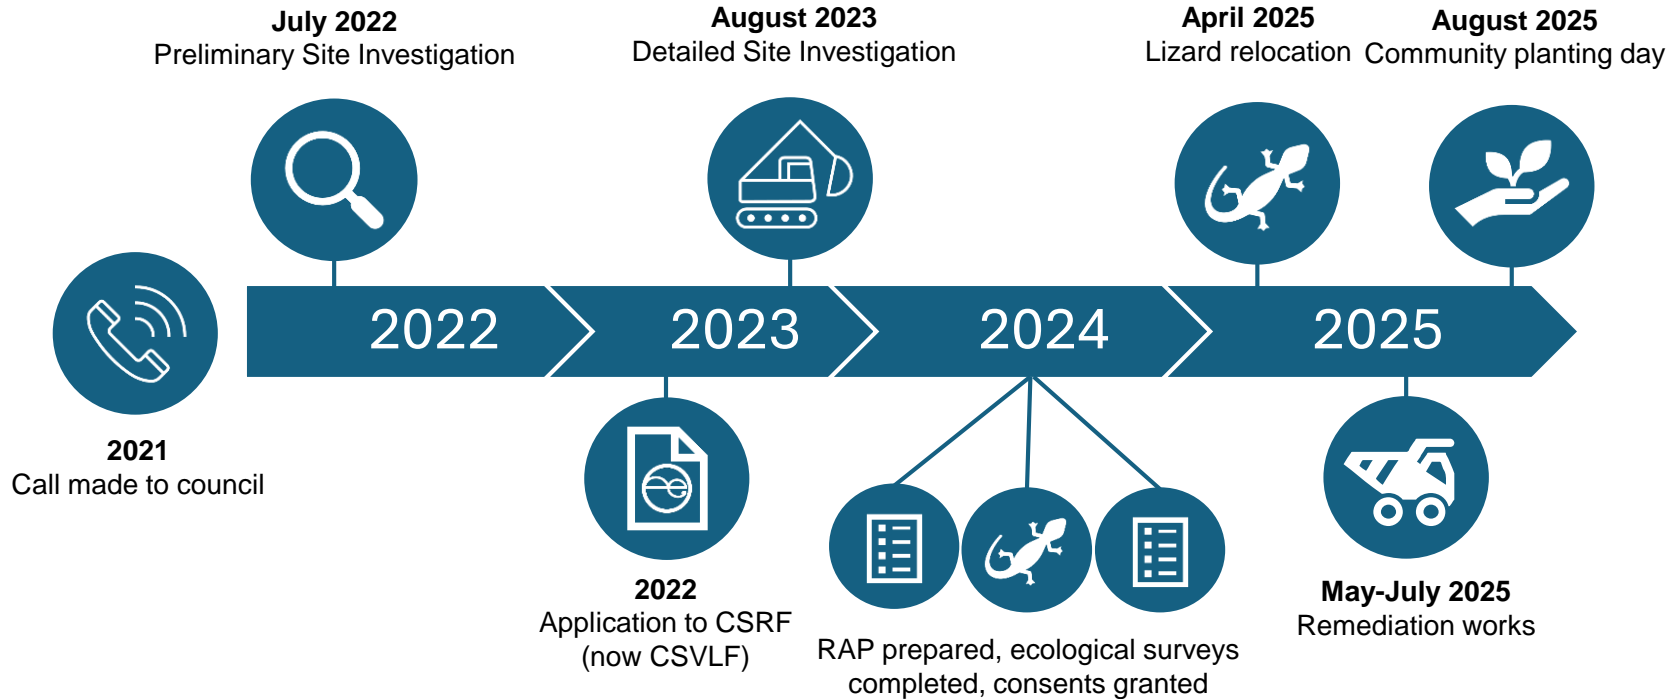 July 2022
Preliminary Site Investigation
August 2023
Detailed Site Investigation
April 2025
Lizard relocation
August 2025
Community planting day
2022
2023
2024
2025
2021
Call made to council
2022
Application to CSRF
(now CSVLF)
RAP prepared, ecological surveys
completed, consents granted
May-July 2025
Remediation works